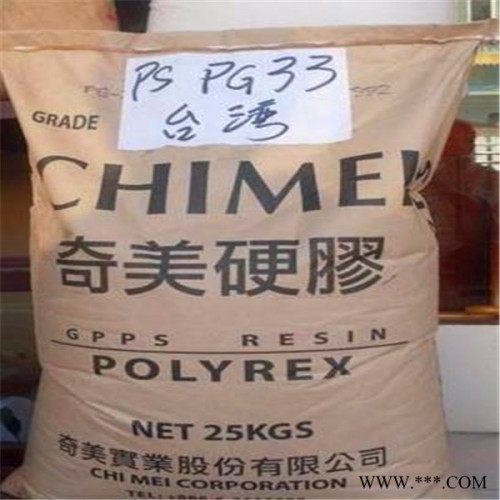 PS PG33
台湾
GRADE
CHIMEI
奇美硬膠
GPPS RESIN
POLYREX
NET 25KGS
奇美實業股份有限公司
CHI MEI CORPORATION
WWW.***.COM